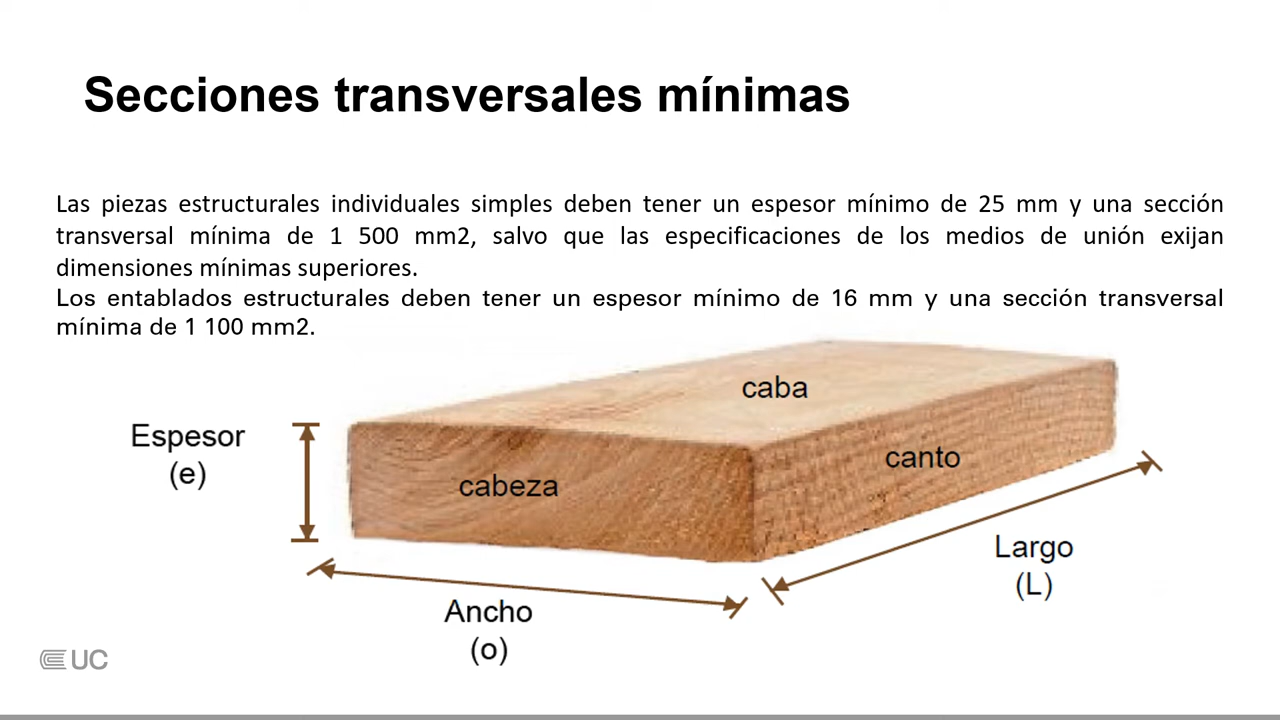 Secciones transversales mínimas
Las piezas estructurales individuales simples deben tener un espesor mínimo de 25 mm y una sección
transversal mínima de 1 500 mm2, salvo que las especificaciones de los medios de unión exijan
dimensiones mínimas superiores.
Los entablados estructurales deben tener un espesor mínimo de 16 mm y una sección transversal
mínima de 1 100 mm2.
caba
Espesor
(e)
canto
cabeza
Largo
(L)
Ancho
(o)
UC